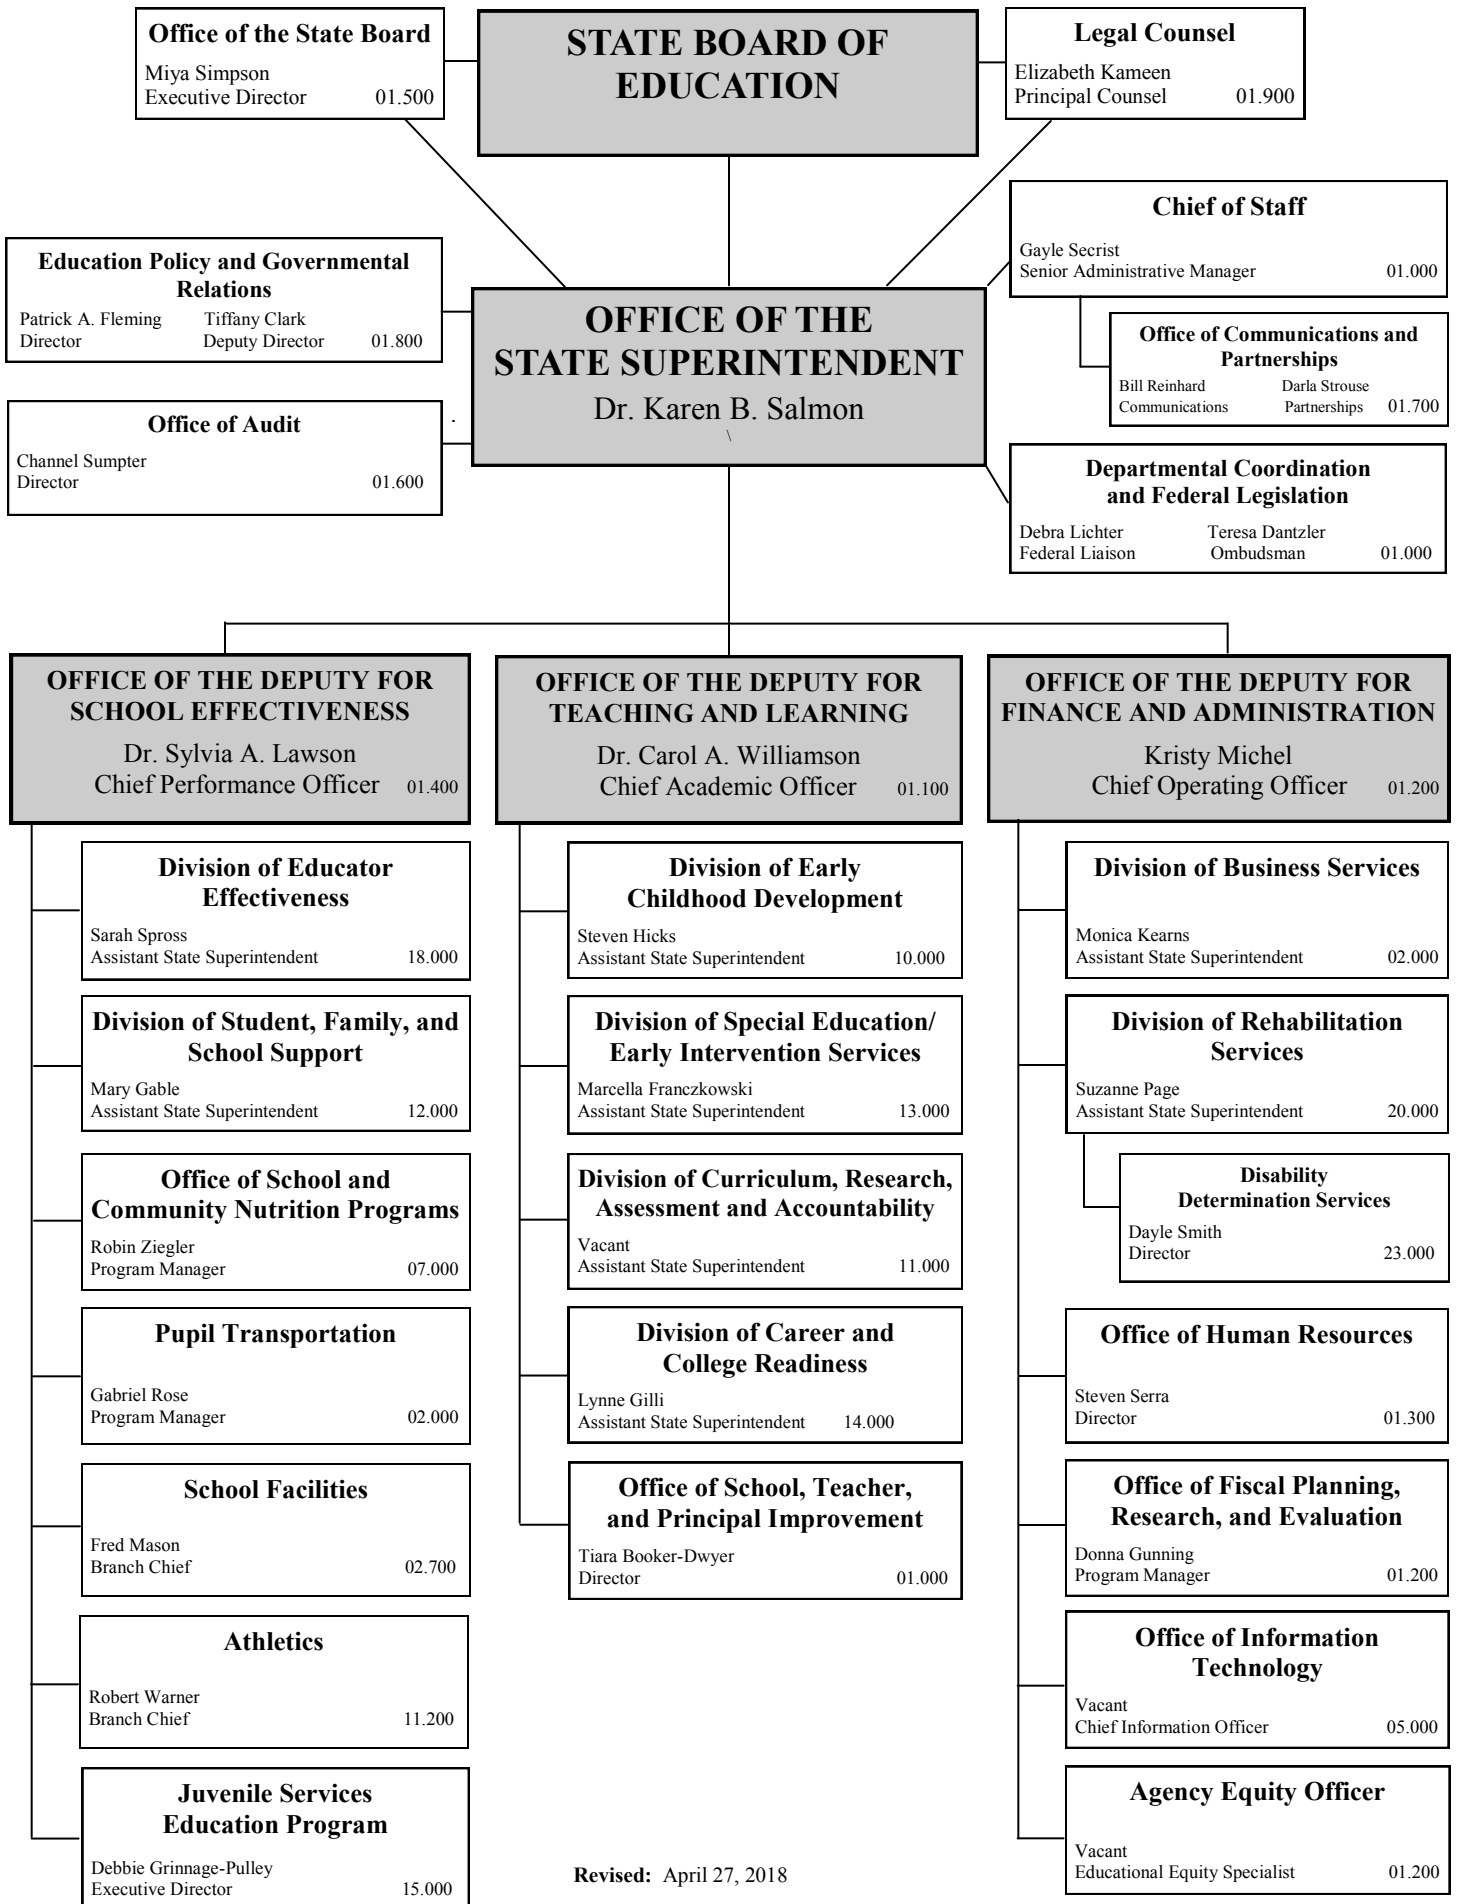 Office of the State Board
Miya Simpson
Executive Director 01.500
STATE BOARD OF
EDUCATION
Legal Counsel
Elizabeth Kameen
Principal Counsel 01.900
Education Policy and Governmental
Relations
Patrick A. Fleming Tiffany Clark
Director Deputy Director 01.800
Office of Audit
Channel Sumpter
Director 01.600
.
OFFICE OF THE
STATE SUPERINTENDENT
Dr. Karen B. Salmon
\
Chief of Staff
Gayle Secrist
Senior Administrative Manager 01.000
Office of Communications and
Partnerships
Bill Reinhard Darla Strouse
Communications Partnerships 01.700
Departmental Coordination
and Federal Legislation
Debra Lichter Teresa Dantzler
Federal Liaison Ombudsman 01.000
OFFICE OF THE DEPUTY FOR
SCHOOL EFFECTIVENESS
Dr. Sylvia A. Lawson
Chief Performance Officer 01.400
Division of Educator
Effectiveness
Sarah Spross
Assistant State Superintendent 18.000
Division of Student, Family, and
School Support
Mary Gable
Assistant State Superintendent 12.000
Office of School and
Community Nutrition Programs
Robin Ziegler
Program Manager 07.000
Pupil Transportation
Gabriel Rose
Program Manager 02.000
School Facilities
Fred Mason
Branch Chief 02.700
Athletics
Robert Warner
Branch Chief 11.200
Juvenile Services
Education Program
Debbie Grinnage-Pulley
Executive Director 15.000
OFFICE OF THE DEPUTY FOR
TEACHING AND LEARNING
Dr. Carol A. Williamson
Chief Academic Officer 01.100
Division of Early
Childhood Development
Steven Hicks
Assistant State Superintendent 10.000
Division of Special Education/
Early Intervention Services
Marcella Franczkowski
Assistant State Superintendent 13.000
Division of Curriculum, Research,
Assessment and Accountability
Vacant
Assistant State Superintendent 11.000
Division of Career and
College Readiness
Lynne Gilli
Assistant State Superintendent 14.000
Office of School, Teacher,
and Principal Improvement
Tiara Booker-Dwyer
Director 01.000
OFFICE OF THE DEPUTY FOR
FINANCE AND ADMINISTRATION
Kristy Michel
Chief Operating Officer 01.200
Division of Business Services
Monica Kearns
Assistant State Superintendent 02.000
Division of Rehabilitation
Services
Suzanne Page
Assistant State Superintendent 20.000
Disability
Determination Services
Dayle Smith
Director 23.000
Office of Human Resources
Steven Serra
Director 01.300
Office of Fiscal Planning,
Research, and Evaluation
Donna Gunning
Program Manager 01.200
Office of Information
Technology
Vacant
Chief Information Officer 05.000
Agency Equity Officer
Vacant
Educational Equity Specialist 01.200
Revised: April 27, 2018